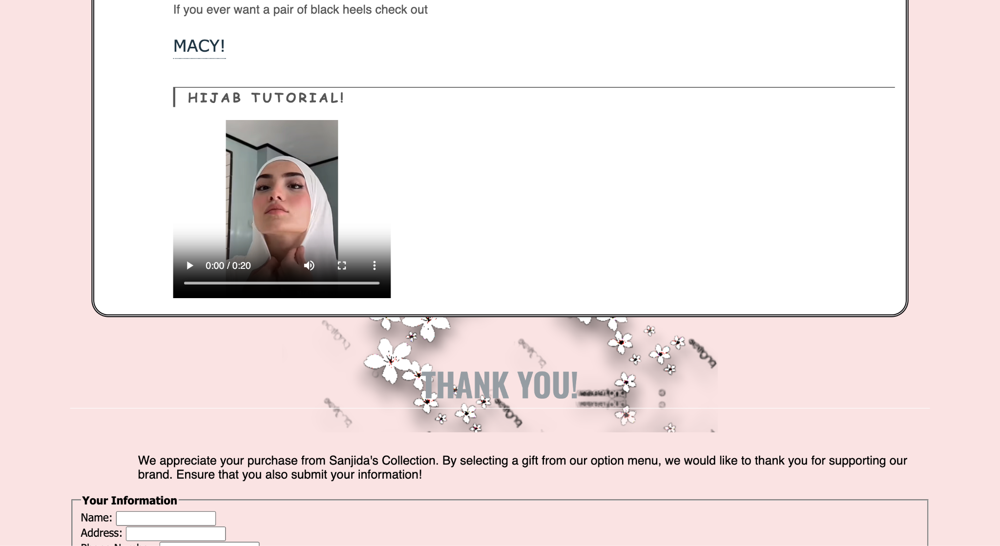 If you ever want a pair of black heels check out
MACY!
HIJAB TUTORIAL!
0:00 / 0:20
THANK YOU!
We appreciate your purchase from Sanjida's Collection. By selecting a gift from our option menu, we would like to thank you for supporting our
brand. Ensure that you also submit your information!
Your Information
Name:
Address: